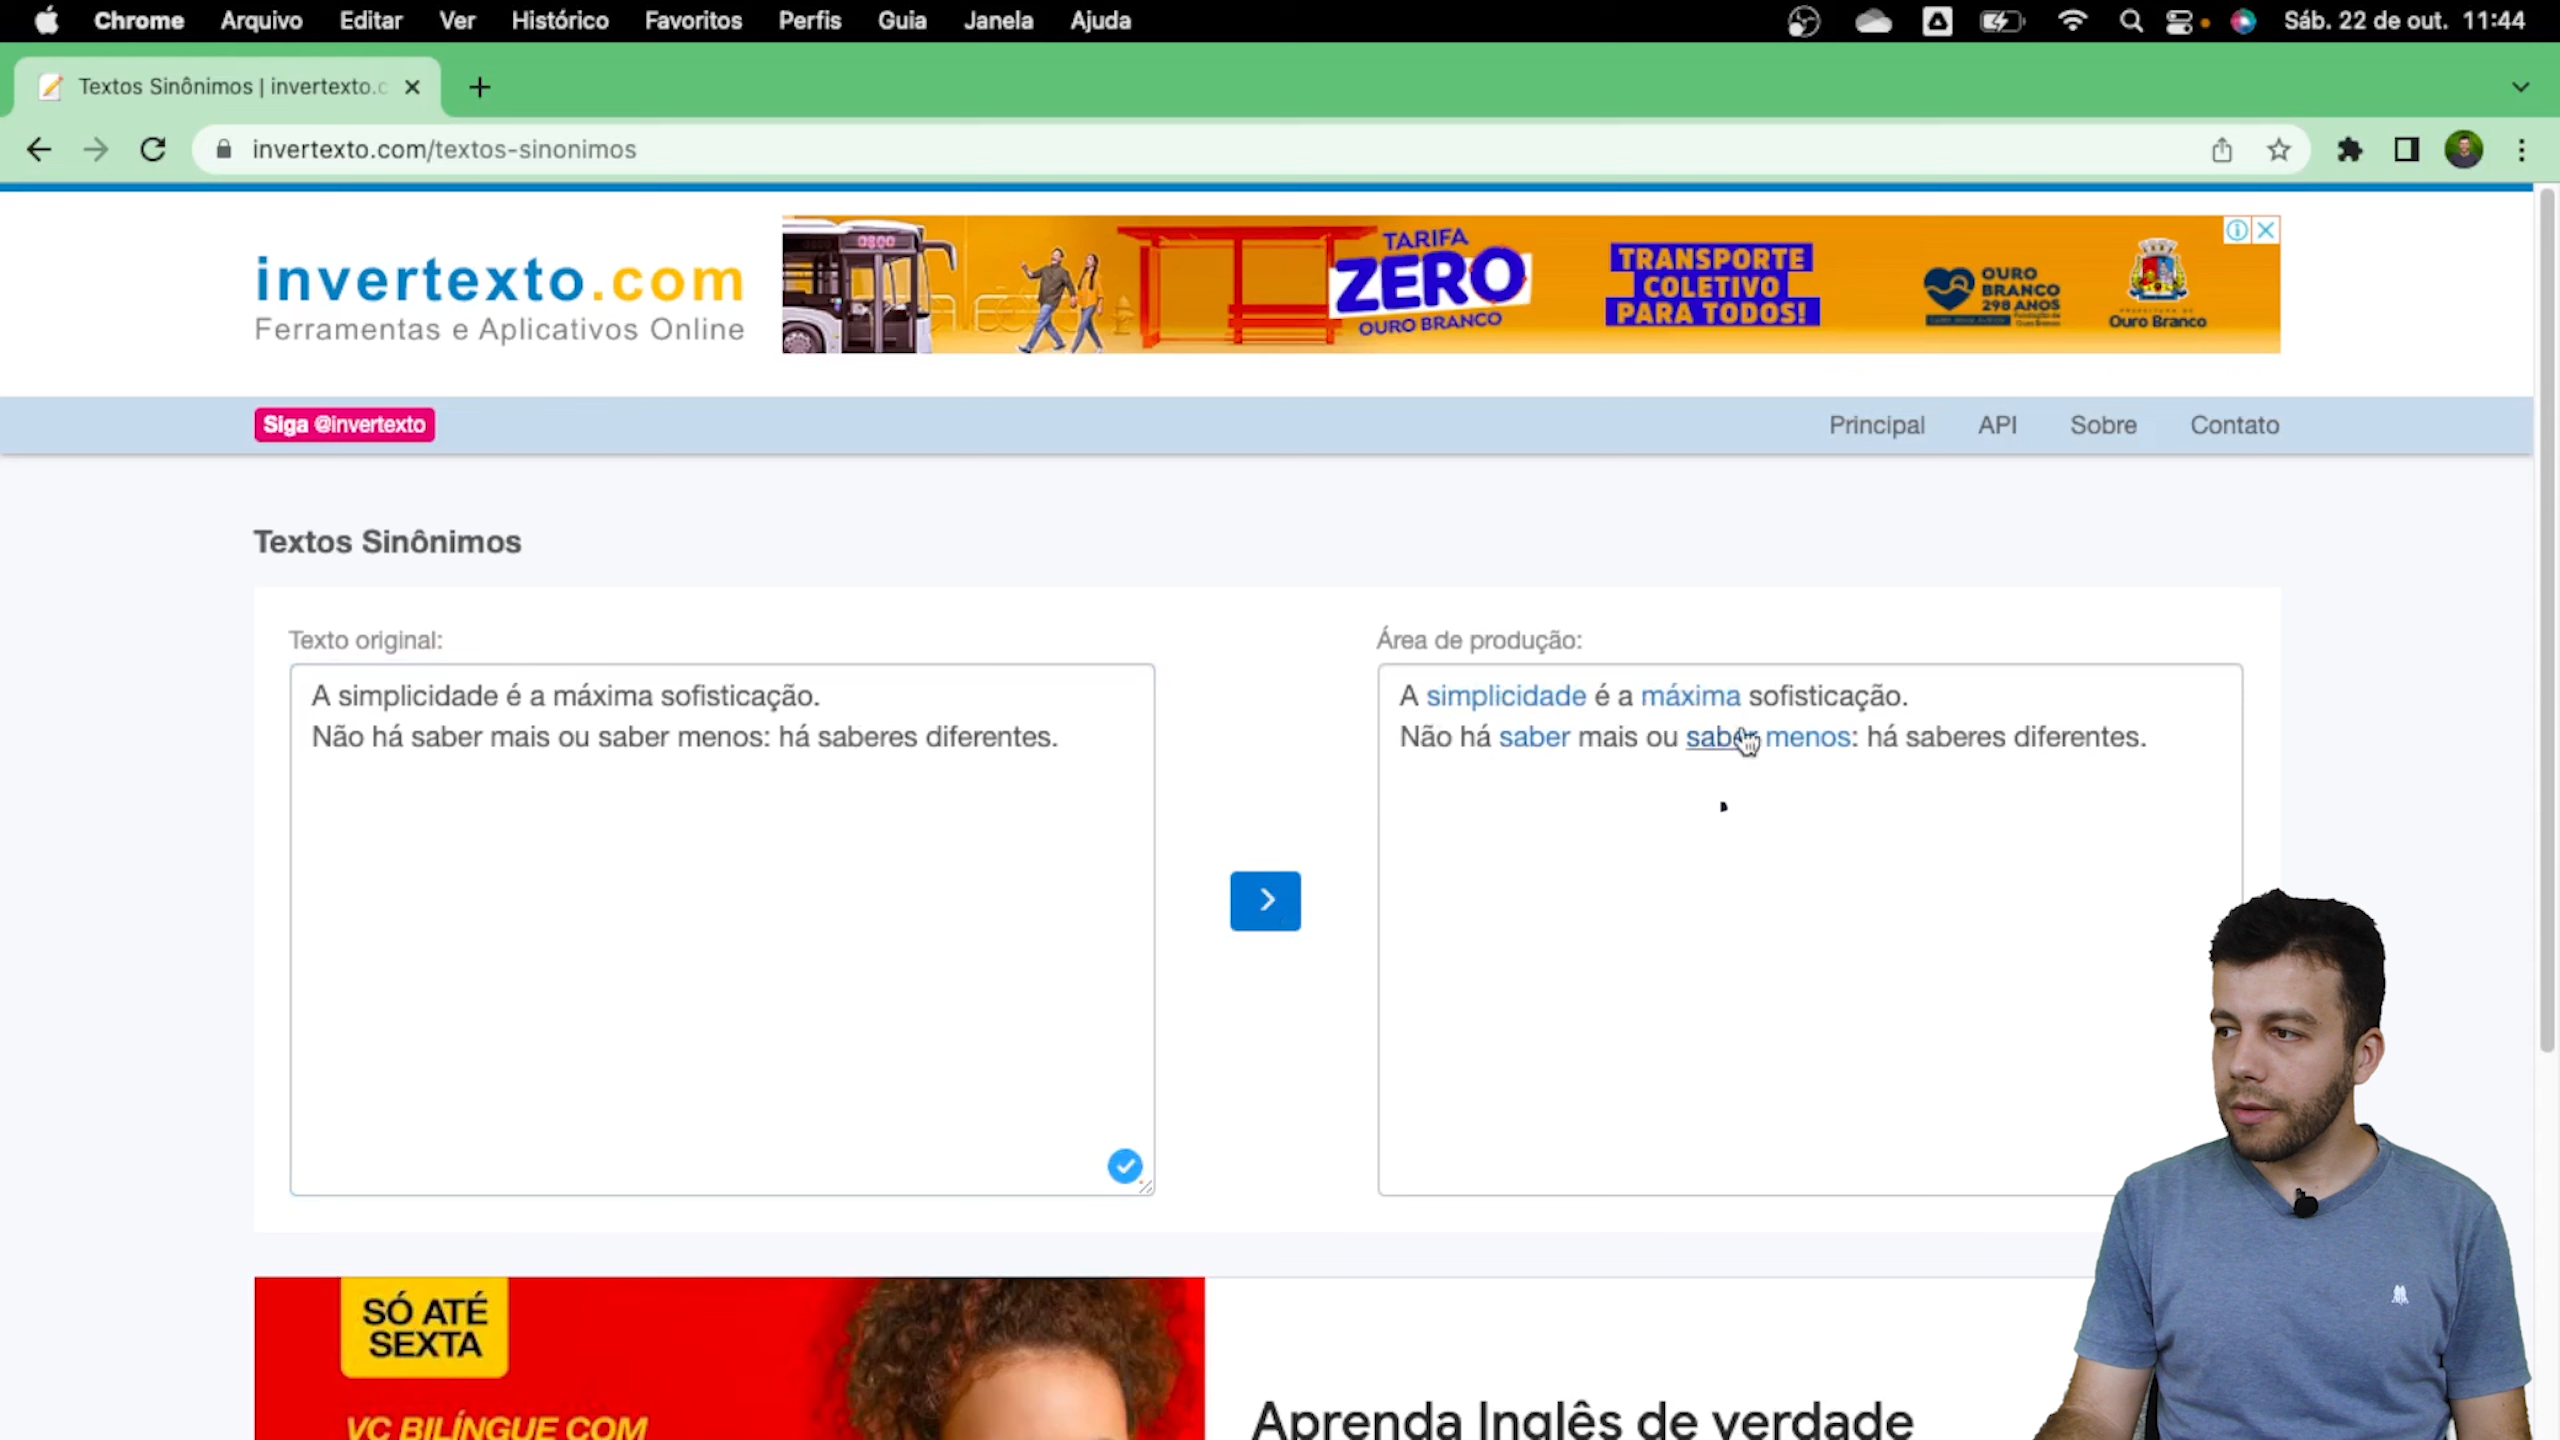 Chrome Arquivo Editar Ver Histórico Favoritos Perfis Guia Janela Ajuda
Sáb. 22 de out. 11:44
Textos Sinônimos | invertexto.c
invertexto.com/textos-sinonimos
invertexto.com
Ferramentas e Aplicativos Online
0800
TARIFA
ZERO
OURO BRANCO
TRANSPORTE
COLETIVO
PARA TODOS!
OURO
BRANCO
298 ANOS
Ouro Branco
Siga @invertexto
Principal API Sobre Contato
Textos Sinônimos
Texto original:
A simplicidade é a máxima sofisticação.
Não há saber mais ou saber menos: há saberes diferentes.
Área de produção:
A simplicidade é a máxima sofisticação.
Não há saber mais ou saber menos: há saberes diferentes.
SÓ ATÉ
SEXTA
VC BILÍNGUE COM
Aprenda Inglês de verdade